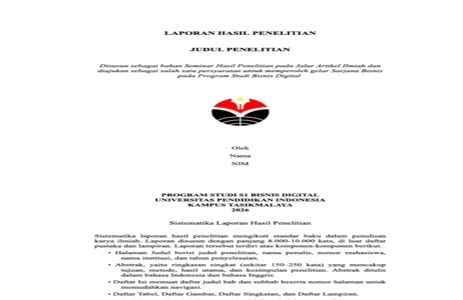 LAPORAN HASIL PENELITIAN
JUDUL PENELITIAN
Disusun sebagai bahan Seminar Hasil Penelitian pada Jalur Artikel Ilmiah dan
diajukan sebagai salah satu persyaratan untuk memperoleh gelar Sarjana Bisnis
pada Program Studi Bisnis Digital
Oleh
Nama
NIM
PROGRAM STUDI S1 BISNIS DIGITAL
UNIVERSITAS PENDIDIKAN INDONESIA
KAMPUS TASIKMALAYA
2026
Sistematika Laporan Hasil Penelitian
Sistematika laporan hasil penelitian mengikuti standar baku dalam penulisan
karya ilmiah. Laporan disusun dengan panjang 8.000-10.000 kata, di luar daftar
pustaka dan lampiran. Laporan tersebut terdiri atas komponen-komponen berikut.
• Halaman Judul berisi judul penelitian, nama penulis, nomor mahasiswa,
nama institusi, dan tahun penyelesaian.
• Abstrak, yaitu ringkasan singkat (sekitar 150–250 kata) yang mencakup
tujuan, metode, hasil utama, dan kesimpulan penelitian. Abstrak ditulis
dalam bahasa Indonesia dan bahasa Inggris.
• Daftar Isi memuat daftar judul bab dan subbab beserta nomor halaman untuk
memudahkan navigasi.
• Daftar Tabel, Daftar Gambar, Daftar Singkatan, dan Daftar Lampiran.